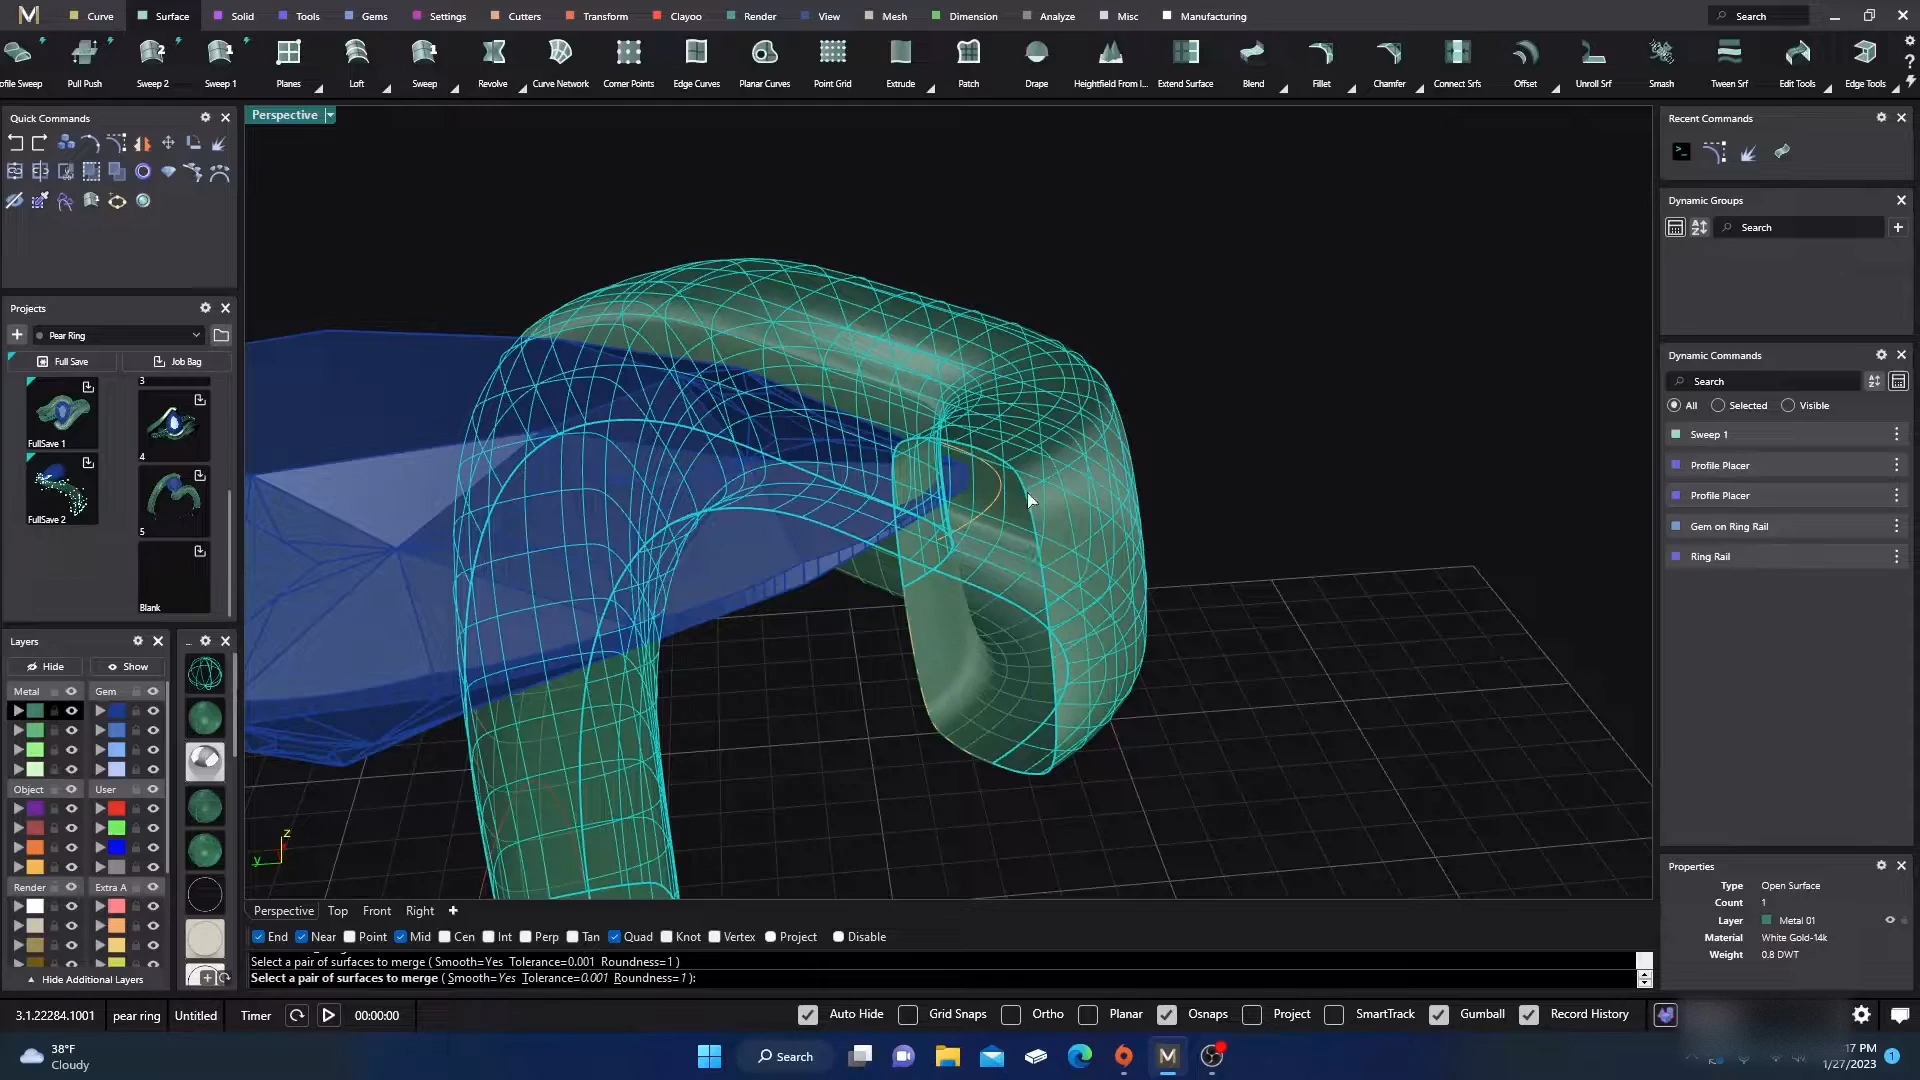 Curve Surface Solid Tools Gems Settings Cutters Transform Clayoo Render View Mesh Dimension Analyze Misc Manufacturing Search
ofile Sweep Pull Push Sweep 2 Sweep 1 Planes Loft Sweep Revolve Curve Network Corner Points Edge Curves Planar Curves Point Grid Extrude Patch Drape Heightfield From I... Extend Surface Blend Fillet Chamfer Connect Srfs Offset Unroll Srf Smash Tween Srf Edit Tools Edge Tools
Quick Commands
Projects
Pear Ring
Full Save Job Bag
3
FullSave 1
4
FullSave 2
5
Blank
Layers
Hide Show
Metal Gem
Object User
Render Extra A
Hide Additional Layers
Perspective
z
y
Perspective Top Front Right
End Near Point Mid Cen Int Perp Tan Quad Knot Vertex Project Disable
Select a pair of surfaces to merge ( Smooth=Yes Tolerance=0.001 Roundness=1 )
Select a pair of surfaces to merge ( Smooth=Yes Tolerance=0.001 Roundness=1 ):
Recent Commands
Dynamic Groups
Search
Dynamic Commands
Search
All Selected Visible
Sweep 1
Profile Placer
Profile Placer
Gem on Ring Rail
Ring Rail
Properties
Type Open Surface
Count 1
Layer Metal 01
Material White Gold-14k
Weight 0.8 DWT
3.1.22284.1001 pear ring Untitled Timer 00:00:00 Auto Hide Grid Snaps Ortho Planar Osnaps Project SmartTrack Gumball Record History
38°F
Cloudy
Search
17 PM
1/27/2023
1